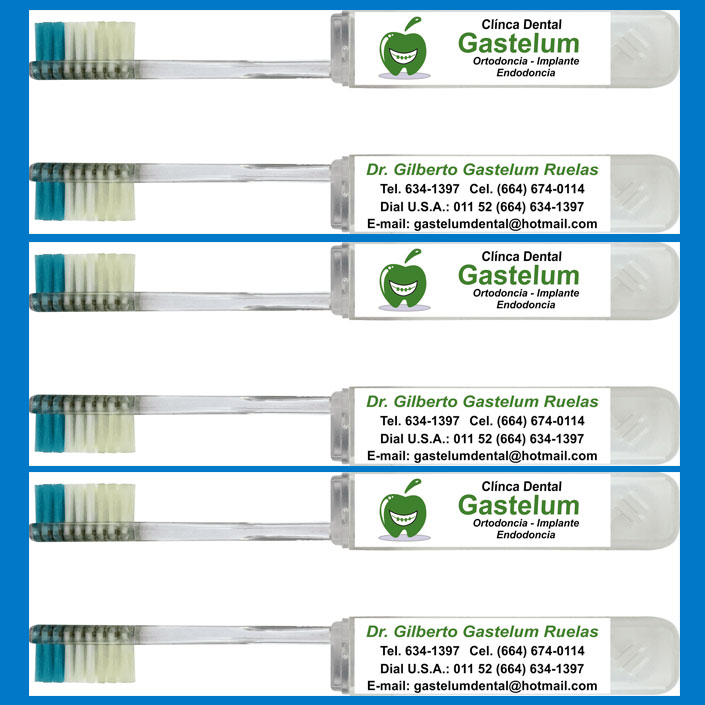 Clínca Dental
Gastelum
Ortodoncia - Implante
Endodoncia
Dr. Gilberto Gastelum Ruelas
Tel. 634-1397 Cel. (664) 674-0114
Dial U.S.A.: 011 52 (664) 634-1397
E-mail: gastelumdental@hotmail.com
Clínca Dental
Gastelum
Ortodoncia - Implante
Endodoncia
Dr. Gilberto Gastelum Ruelas
Tel. 634-1397 Cel. (664) 674-0114
Dial U.S.A.: 011 52 (664) 634-1397
E-mail: gastelumdental@hotmail.com
Clínca Dental
Gastelum
Ortodoncia - Implante
Endodoncia
Dr. Gilberto Gastelum Ruelas
Tel. 634-1397 Cel. (664) 674-0114
Dial U.S.A.: 011 52 (664) 634-1397
E-mail: gastelumdental@hotmail.com